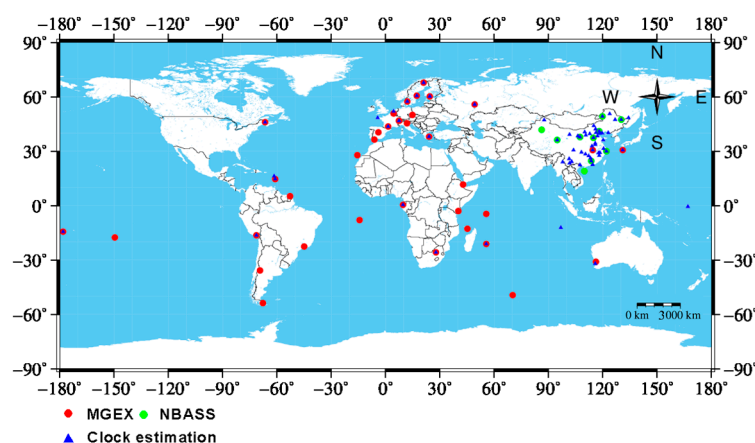 −180° −150° −120° −90° −60° −30° 0° 30° 60° 90° 120° 150° 180°
90° N 90°
60° W E 60°
30° S 30°
0° 0°
−30° −30°
0 km 3000 km
−60° −60°
−90° −90°
−180° −150° −120° −90° −60° −30° 0° 30° 60° 90° 120° 150° 180°
MGEX NBASS
Clock estimation